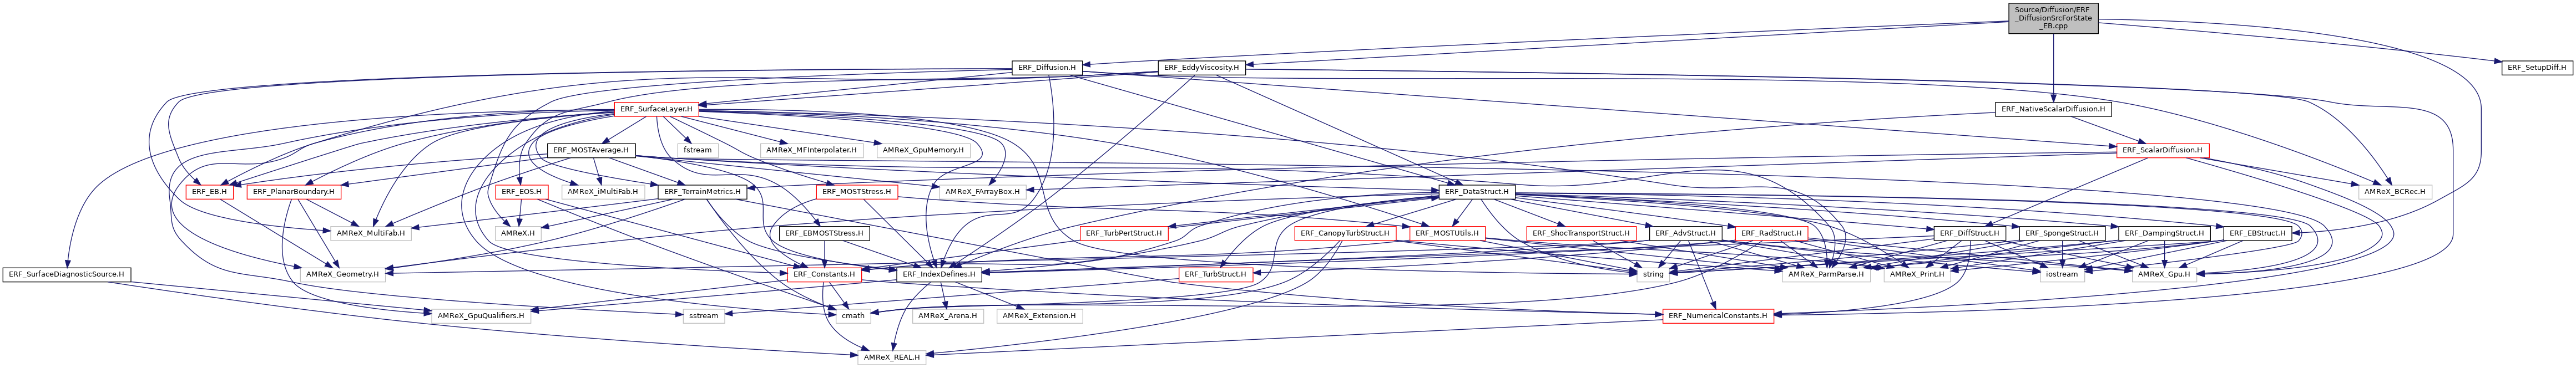 Source/Diffusion/ERF
_DiffusionSrcForState
_EB.cpp
ERF_Diffusion.H
ERF_EddyViscosity.H
ERF_SetupDiff.H
ERF_SurfaceLayer.H
ERF_NativeScalarDiffusion.H
ERF_MOSTAverage.H
fstream
AMReX_MFInterpolater.H
AMReX_GpuMemory.H
ERF_ScalarDiffusion.H
ERF_EB.H
ERF_PlanarBoundary.H
ERF_EOS.H
AMReX_iMultiFab.H
ERF_TerrainMetrics.H
ERF_MOSTStress.H
AMReX_FArrayBox.H
ERF_DataStruct.H
AMReX_BCRec.H
AMReX_MultiFab.H
AMReX.H
ERF_EBMOSTStress.H
ERF_TurbPertStruct.H
ERF_CanopyTurbStruct.H
ERF_MOSTUtils.H
ERF_ShocTransportStruct.H
ERF_AdvStruct.H
ERF_RadStruct.H
ERF_DiffStruct.H
ERF_SpongeStruct.H
ERF_DampingStruct.H
ERF_EBStruct.H
ERF_SurfaceDiagnosticSource.H
AMReX_Geometry.H
ERF_Constants.H
ERF_IndexDefines.H
ERF_TurbStruct.H
string
AMReX_ParmParse.H
AMReX_Print.H
iostream
AMReX_Gpu.H
AMReX_GpuQualifiers.H
sstream
cmath
AMReX_Arena.H
AMReX_Extension.H
ERF_NumericalConstants.H
AMReX_REAL.H